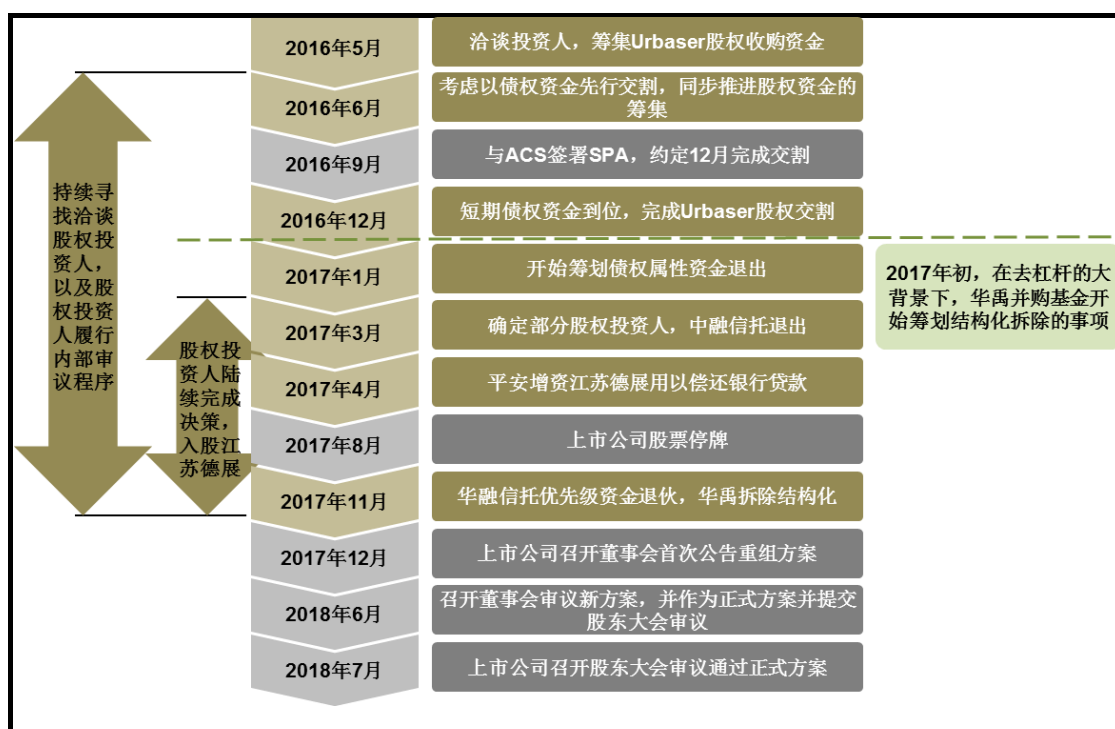 2016年5月
洽谈投资人，筹集Urbaser股权收购资金
2016年6月
考虑以债权资金先行交割，同步推进股权资金的
筹集
2016年9月
与ACS签署SPA，约定12月完成交割
2016年12月
短期债权资金到位，完成Urbaser股权交割
2017年1月
开始筹划债权属性资金退出
2017年3月
确定部分股权投资人，中融信托退出
2017年4月
平安增资江苏德展用以偿还银行贷款
2017年8月
上市公司股票停牌
2017年11月
华融信托优先级资金退伙，华禹拆除结构化
2017年12月
上市公司召开董事会首次公告重组方案
2018年6月
召开董事会审议新方案，并作为正式方案并提交
股东大会审议
2018年7月
上市公司召开股东大会审议通过正式方案
持续寻
找洽谈
股权投
资人，
以及股
权投资
人履行
内部审
议程序
股权投
资人陆
续完成
决策，
入股江
苏德展
2017年初，在去杠杆的大
背景下，华禹并购基金开
始筹划结构化拆除的事项